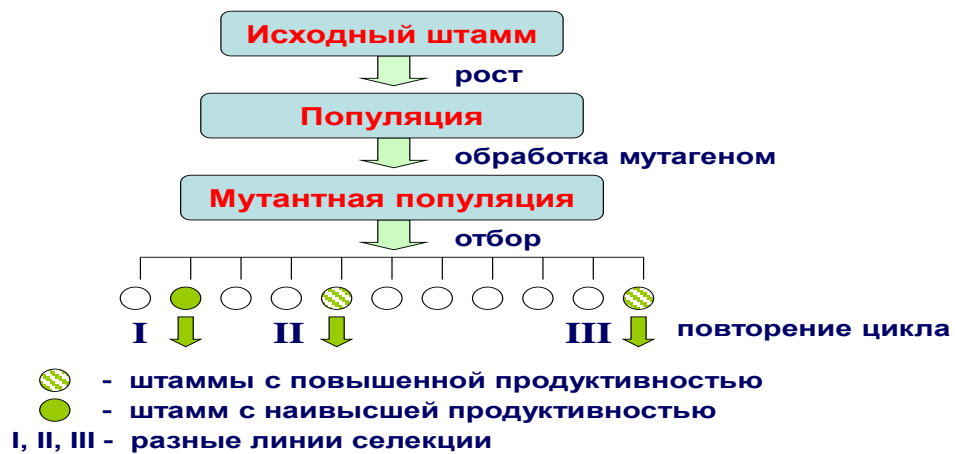 Исходный штамм
рост
Популяция
обработка мутагеном
Мутантная популяция
отбор
I II III повторение цикла
- штаммы с повышенной продуктивностью
- штамм с наивысшей продуктивностью
I, II, III - разные линии селекции